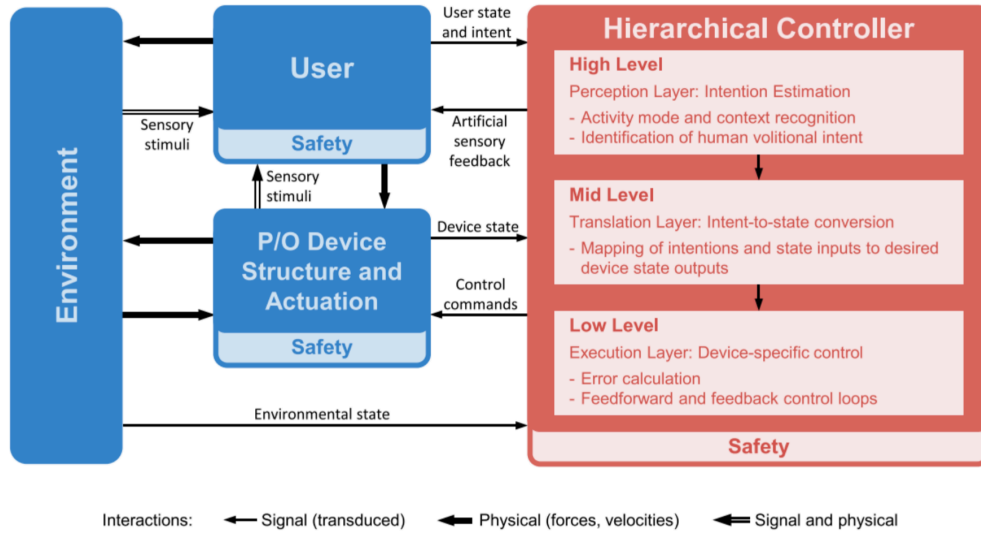 Environment
User
Safety
Sensory
stimuli
Sensory
stimuli
P/O Device
Structure and
Actuation
Safety
User state
and intent
Artificial
sensory
feedback
Device state
Control
commands
Environmental state
Hierarchical Controller
High Level
Perception Layer: Intention Estimation
- Activity mode and context recognition
- Identification of human volitional intent
Mid Level
Translation Layer: Intent-to-state conversion
- Mapping of intentions and state inputs to desired
device state outputs
Low Level
Execution Layer: Device-specific control
- Error calculation
- Feedforward and feedback control loops
Safety
Interactions: Signal (transduced) Physical (forces, velocities) Signal and physical